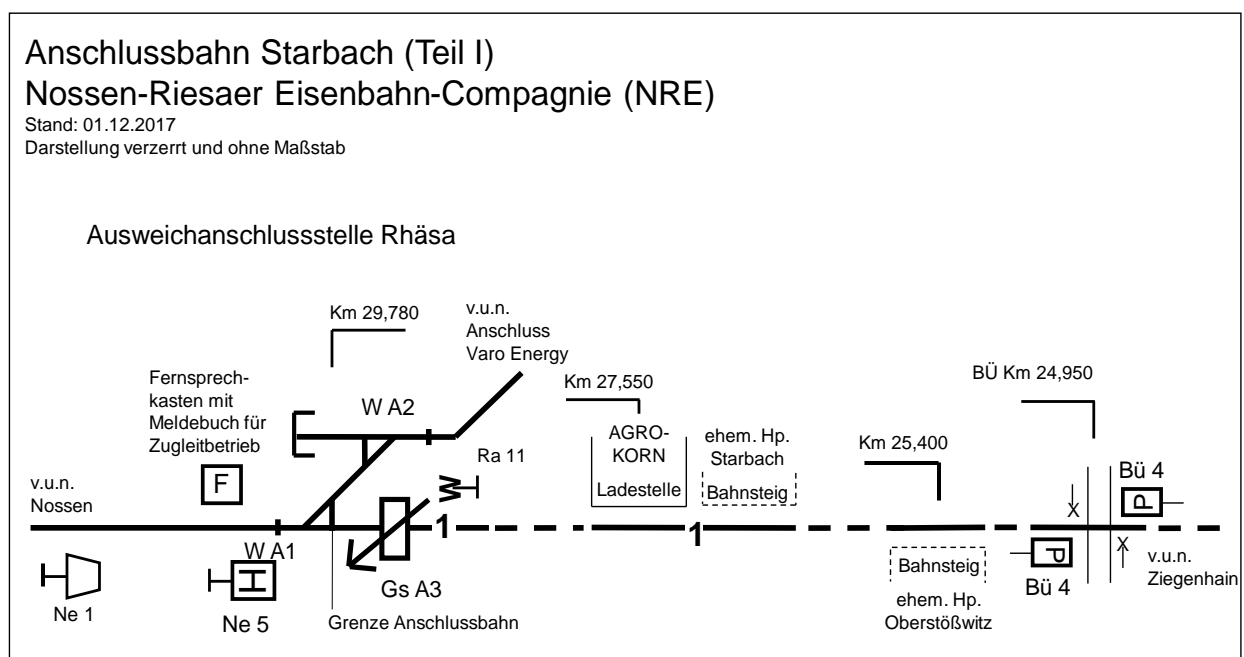 Anschlussbahn Starbach (Teil I)
Nossen-Riesaer Eisenbahn-Compagnie (NRE)
Stand: 01.12.2017
Darstellung verzerrt und ohne Maßstab
Ausweichanschlussstelle Rhäsa
Km 29,780
v.u.n.
Anschluss
Varo Energy
Fernsprech-
kasten mit
Meldebuch für
Zugleitbetrieb
F
W A2
Ra 11
W
Km 27,550
AGRO-
KORN
Ladestelle
ehem. Hp.
Starbach
Bahnsteig
Km 25,400
BÜ Km 24,950
Bü 4
P
X
v.u.n.
Nossen
W A1
1
1
Ne 1
H
Ne 5
Gs A3
Grenze Anschlussbahn
Bahnsteig
ehem. Hp.
Oberstößwitz
P
Bü 4
X
v.u.n.
Ziegenhain